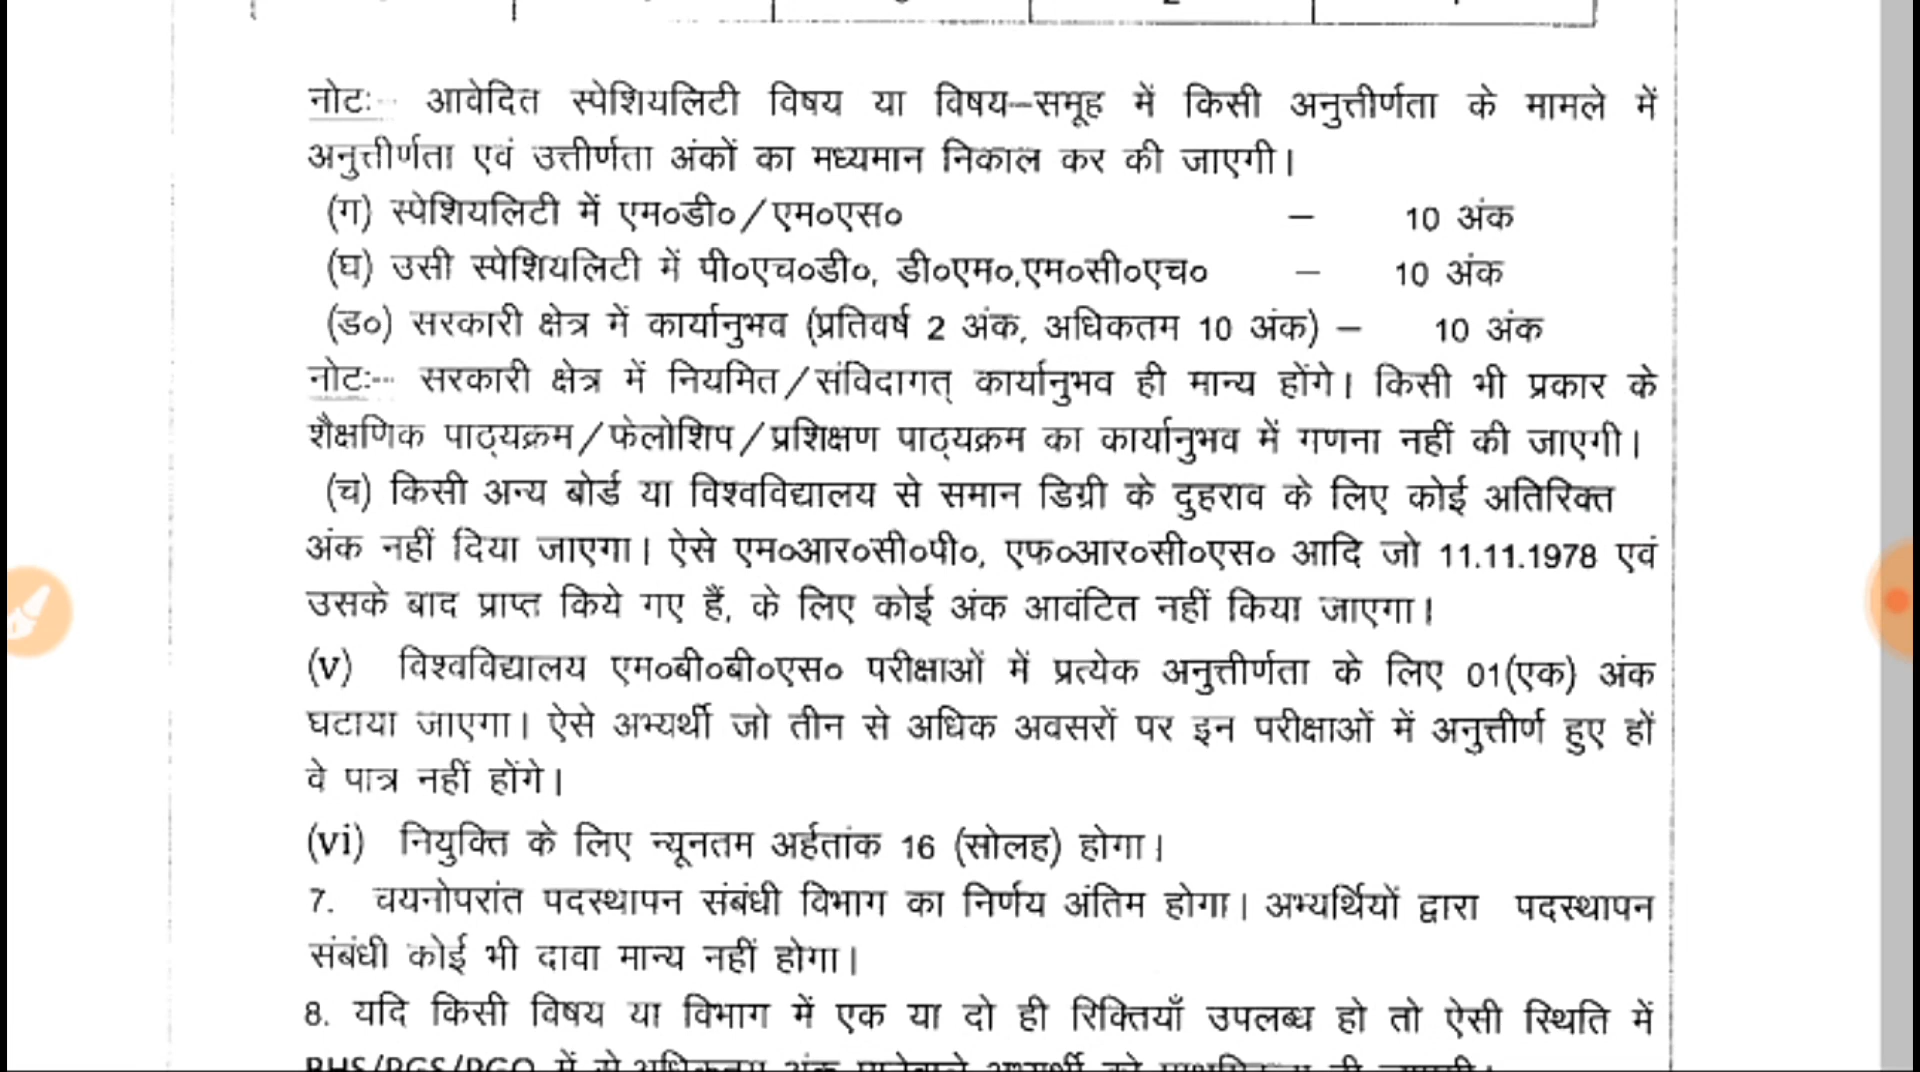 नोटः- आवेदित स्पेशियलिटी विषय या विषय–समूह में किसी अनुत्तीर्णता के मामले में
अनुत्तीर्णता एवं उत्तीर्णता अंकों का मध्यमान निकाल कर की जाएगी।
(ग) स्पेशियलिटी में एम०डी०/एम०एस० – 10 अंक
(घ) उसी स्पेशियलिटी में पी०एच०डी०, डी०एम०,एम०सी०एच० – 10 अंक
(ड०) सरकारी क्षेत्र में कार्यानुभव (प्रतिवर्ष 2 अंक, अधिकतम 10 अंक) – 10 अंक
नोटः- सरकारी क्षेत्र में नियमित/संविदागत् कार्यानुभव ही मान्य होंगे। किसी भी प्रकार के
शैक्षणिक पाठ्यक्रम/फेलोशिप/प्रशिक्षण पाठ्यक्रम का कार्यानुभव में गणना नहीं की जाएगी।
(च) किसी अन्य बोर्ड या विश्वविद्यालय से समान डिग्री के दुहराव के लिए कोई अतिरिक्त
अंक नहीं दिया जाएगा। ऐसे एम०आर०सी०पी०, एफ०आर०सी०एस० आदि जो 11.11.1978 एवं
उसके बाद प्राप्त किये गए हैं, के लिए कोई अंक आवंटित नहीं किया जाएगा।
(v) विश्वविद्यालय एम०बी०बी०एस० परीक्षाओं में प्रत्येक अनुत्तीर्णता के लिए 01(एक) अंक
घटाया जाएगा। ऐसे अभ्यर्थी जो तीन से अधिक अवसरों पर इन परीक्षाओं में अनुत्तीर्ण हुए हों
वे पात्र नहीं होंगे।
(vi) नियुक्ति के लिए न्यूनतम अर्हतांक 16 (सोलह) होगा।
7. चयनोपरांत पदस्थापन संबंधी विभाग का निर्णय अंतिम होगा। अभ्यर्थियों द्वारा पदस्थापन
संबंधी कोई भी दावा मान्य नहीं होगा।
8. यदि किसी विषय या विभाग में एक या दो ही रिक्तियाँ उपलब्ध हो तो ऐसी स्थिति में